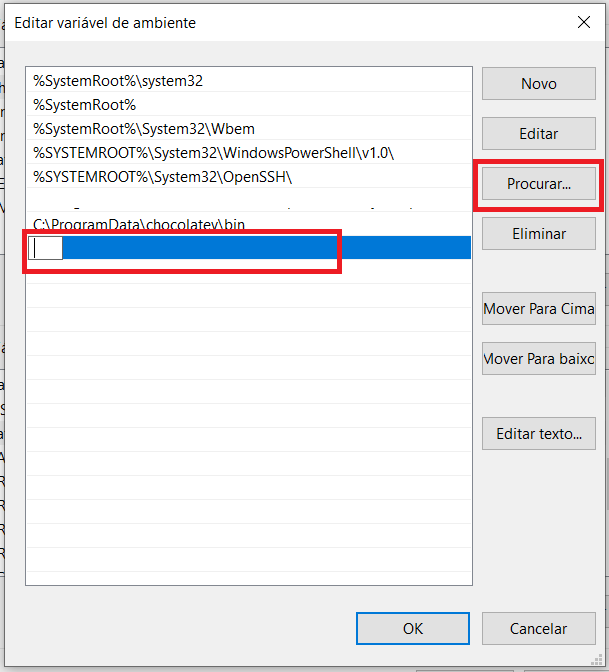 Editar variável de ambiente
%SystemRoot%\system32
%SystemRoot%
%SystemRoot%\System32\Wbem
%SYSTEMROOT%\System32\WindowsPowerShell\v1.0\
%SYSTEMROOT%\System32\OpenSSH\
C:\ProgramData\chocolatey\bin
Novo
Editar
Procurar...
Eliminar
Mover Para Cima
Mover Para baixo
Editar texto...
OK
Cancelar